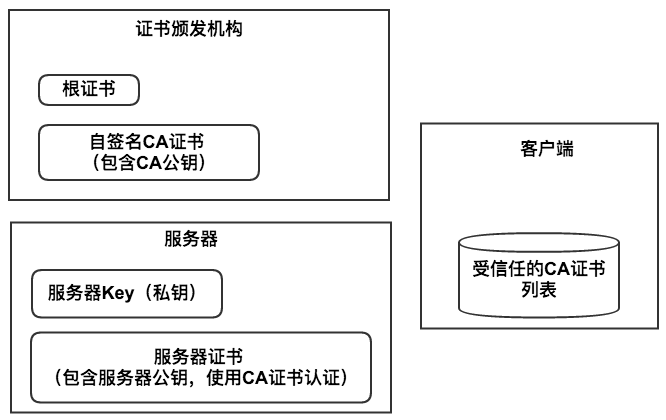 证书颁发机构
根证书
自签名CA证书
（包含CA公钥）
服务器
服务器Key（私钥）
服务器证书
（包含服务器公钥，使用CA证书认证）
客户端
受信任的CA证书
列表